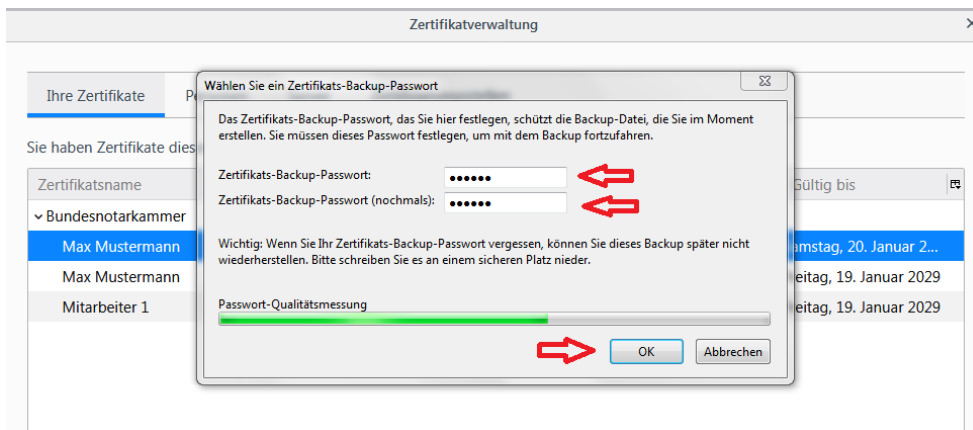 Zertifikatverwaltung
Wählen Sie ein Zertifikats-Backup-Passwort
Ihre Zertifikate
Das Zertifikats-Backup-Passwort, das Sie hier festlegen, schützt die Backup-Datei, die Sie im Moment
erstellen. Sie müssen dieses Passwort festlegen, um mit dem Backup fortzufahren.
Sie haben Zertifikate
Zertifikats-Backup-Passwort: ••••••
Zertifikatsname
Gültig bis
Zertifikats-Backup-Passwort (nochmals): ••••••
Bundesnotarkammer
Wichtig: Wenn Sie Ihr Zertifikats-Backup-Passwort vergessen, können Sie dieses Backup später nicht
wiederherstellen. Bitte schreiben Sie es an einem sicheren Platz nieder.
Max Mustermann
amstag, 20. Januar 2...
Max Mustermann
eitag, 19. Januar 2029
Mitarbeiter 1
eitag, 19. Januar 2029
Passwort-Qualitätsmessung
OK
Abbrechen